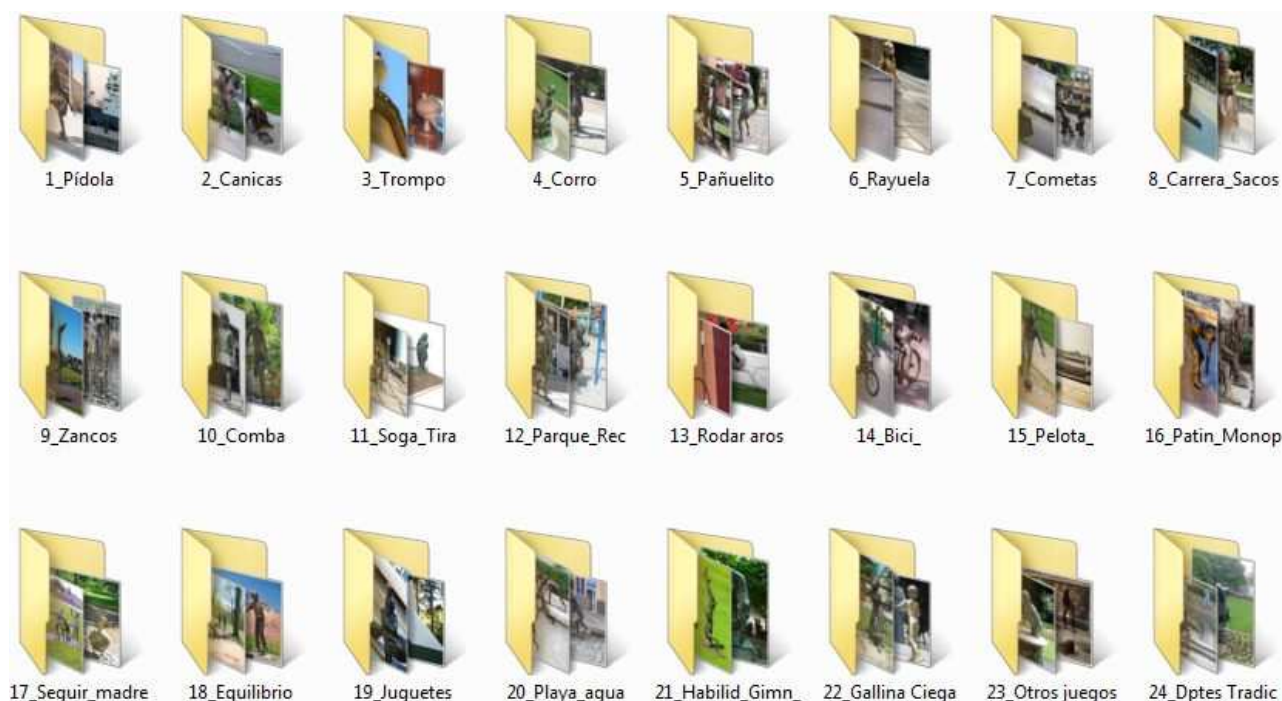 1_Pídola 2_Canicas 3_Trompo 4_Corro 5_Pañuelito 6_Rayuela 7_Cometas 8_Carrera_Sacos
9_Zancos 10_Comba 11_Soga_Tira 12_Parque_Rec 13_Rodar aros 14_Bici_ 15_Pelota_ 16_Patin_Monop
17_Seguir_madre 18_Equilibrio 19_Juguetes 20_Playa_agua 21_Habilid_Gimn_ 22_Gallina Ciega 23_Otros juegos 24_Dptes Tradic